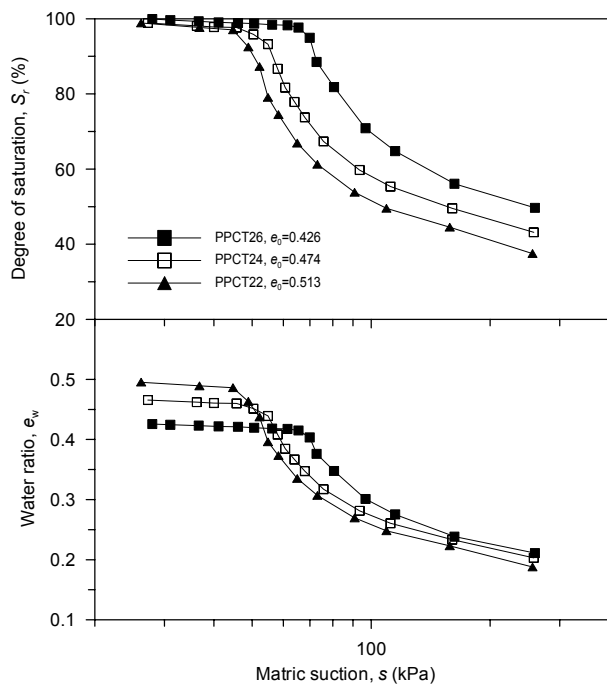 100
80
60
40
20
Degree of saturation, Sr (%)
PPCT26, e0=0.426
PPCT24, e0=0.474
PPCT22, e0=0.513
0.5
0.4
0.3
0.2
0.1
Water ratio, ew
100
Matric suction, s (kPa)